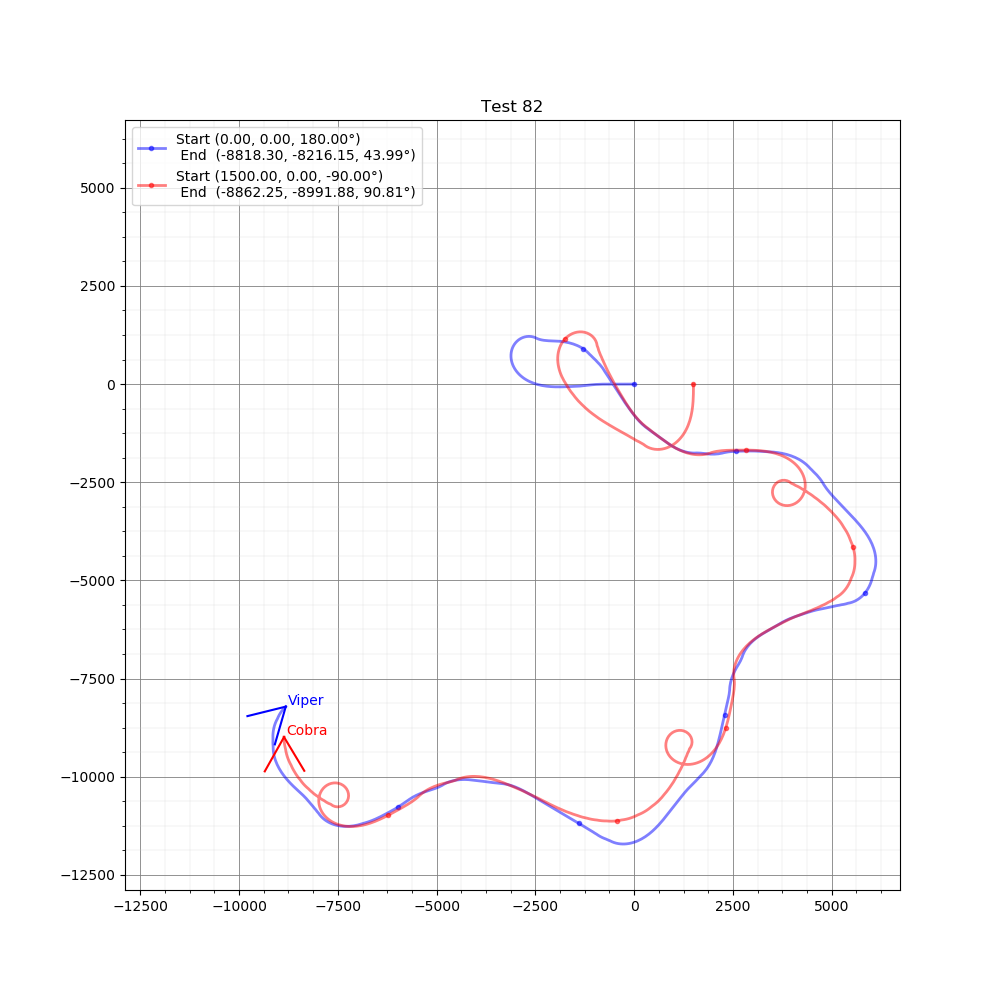 Test 82
Start (0.00, 0.00, 180.00°)
End  (-8818.30, -8216.15, 43.99°)
Start (1500.00, 0.00, -90.00°)
End  (-8862.25, -8991.88, 90.81°)
5000
2500
0
−2500
−5000
−7500
−10000
−12500
Viper
Cobra
−12500 −10000 −7500 −5000 −2500 0 2500 5000